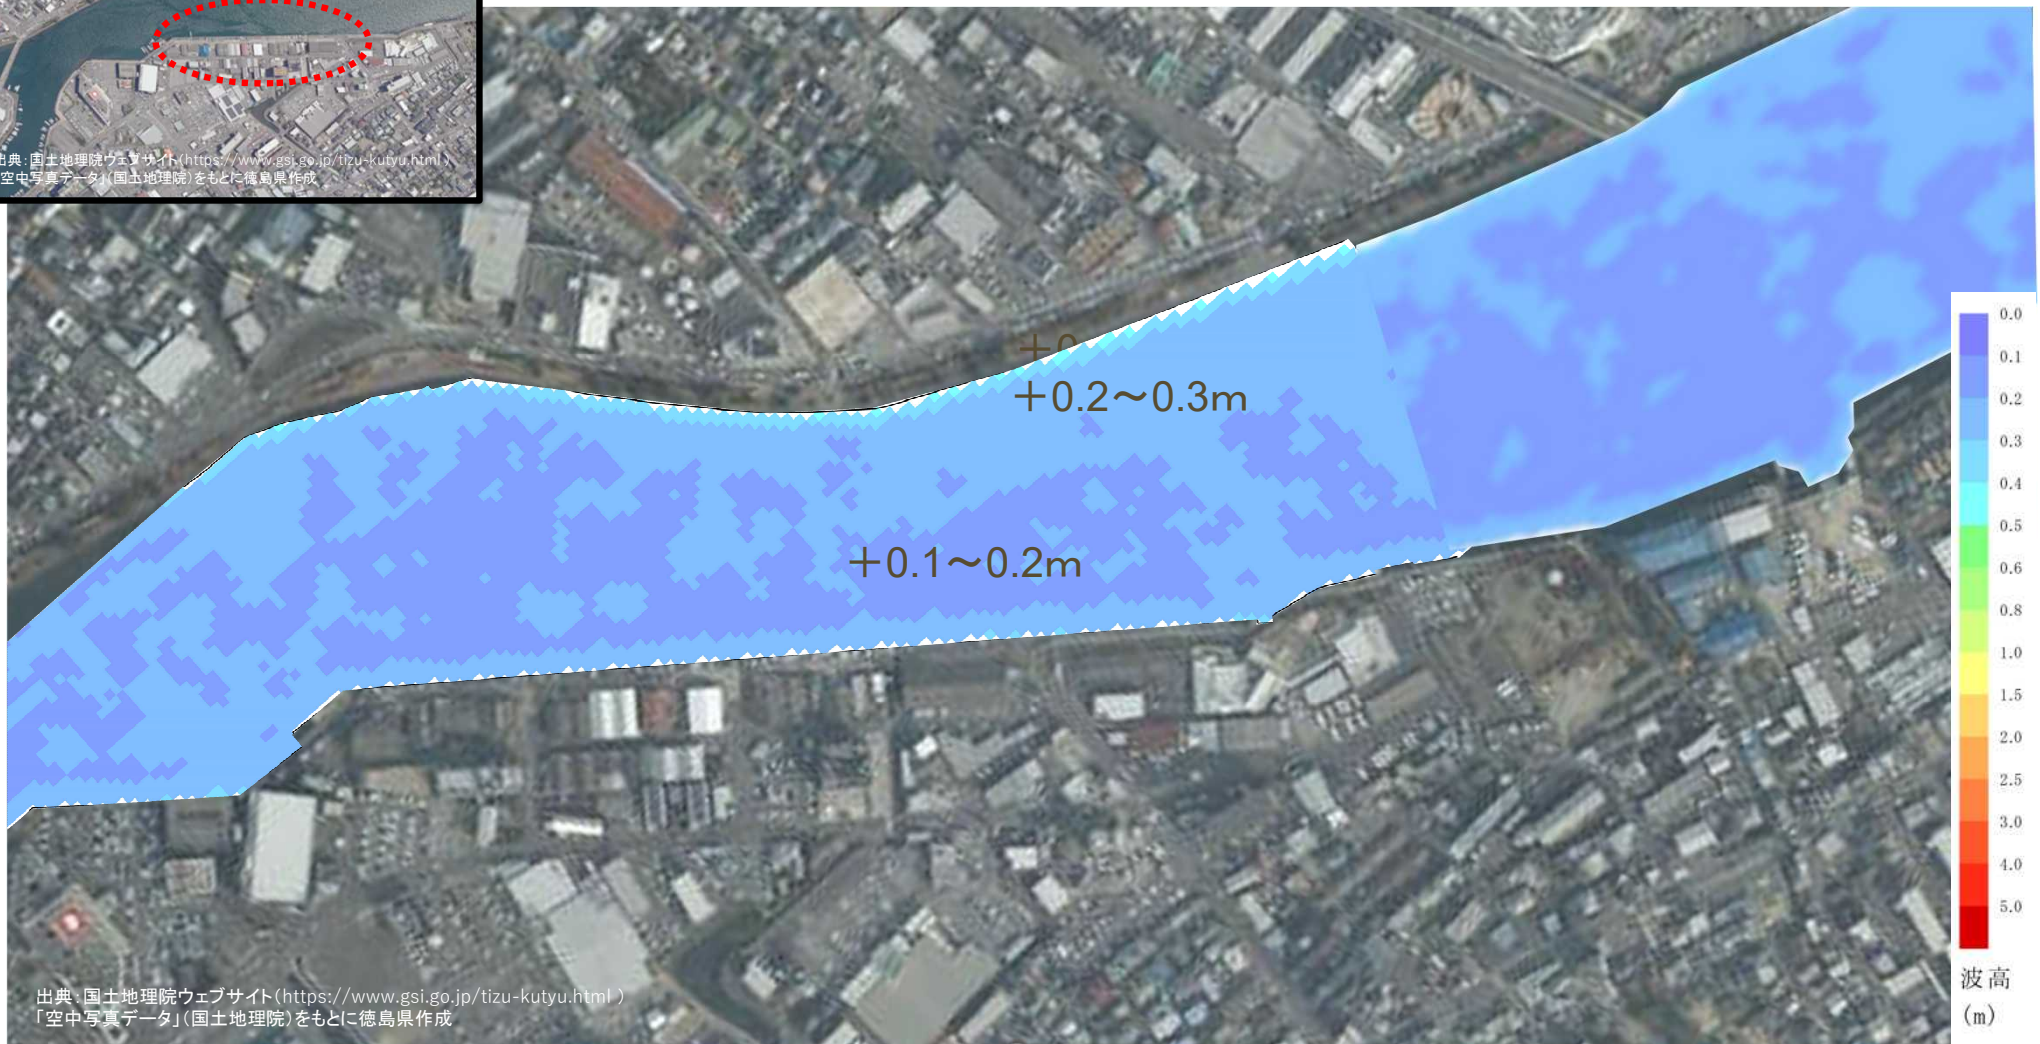 出典:国土地理院ウェブサイト(https://www.gsi.go.jp/tizu-kutyu.html )
空中写真データ」(国土地理院)をもとに徳島県作成
+0
+0.2～0.3m
+0.1～0.2m
0.0
0.1
0.2
0.3
0.4
0.5
0.6
0.8
1.0
1.5
2.0
2.5
3.0
4.0
5.0
波高
(m)
出典:国土地理院ウェブサイト(https://www.gsi.go.jp/tizu-kutyu.html )
「空中写真データ」(国土地理院)をもとに徳島県作成